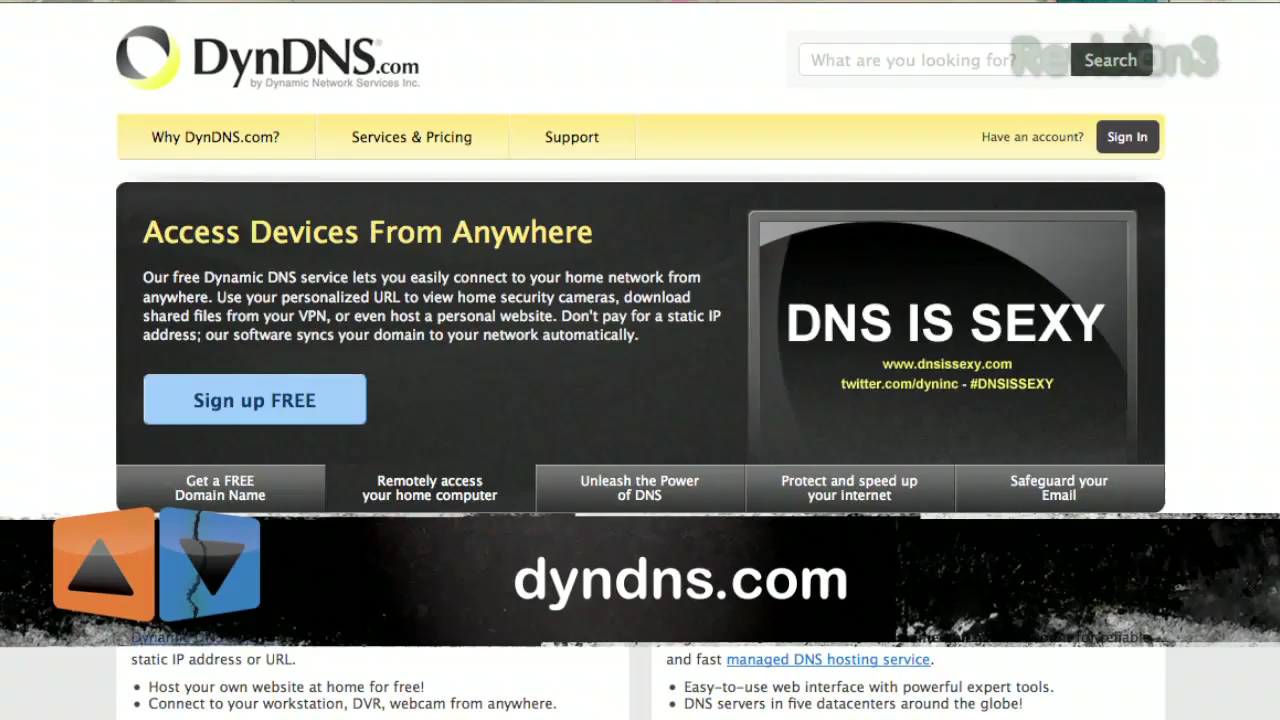 DynDNS.com
by Dynamic Network Services Inc.
What are you looking for?
Search
Revision3
Why DynDNS.com?
Services & Pricing
Support
Have an account?
Sign In
Access Devices From Anywhere
Our free Dynamic DNS service lets you easily connect to your home network from
anywhere. Use your personalized URL to view home security cameras, download
shared files from your VPN, or even host a personal website. Don't pay for a static IP
address; our software syncs your domain to your network automatically.
Sign up FREE
DNS IS SEXY
www.dnsissexy.com
twitter.com/dyninc - #DNSISSEXY
Get a FREE
Domain Name
Remotely access
your home computer
Unleash the Power
of DNS
Protect and speed up
your internet
Safeguard your
Email
dyndns.com
Dynamic DNS
for reliable
static IP address or URL.
• Host your own website at home for free!
• Connect to your workstation, DVR, webcam from anywhere.
and fast managed DNS hosting service.
• Easy-to-use web interface with powerful expert tools.
• DNS servers in five datacenters around the globe!